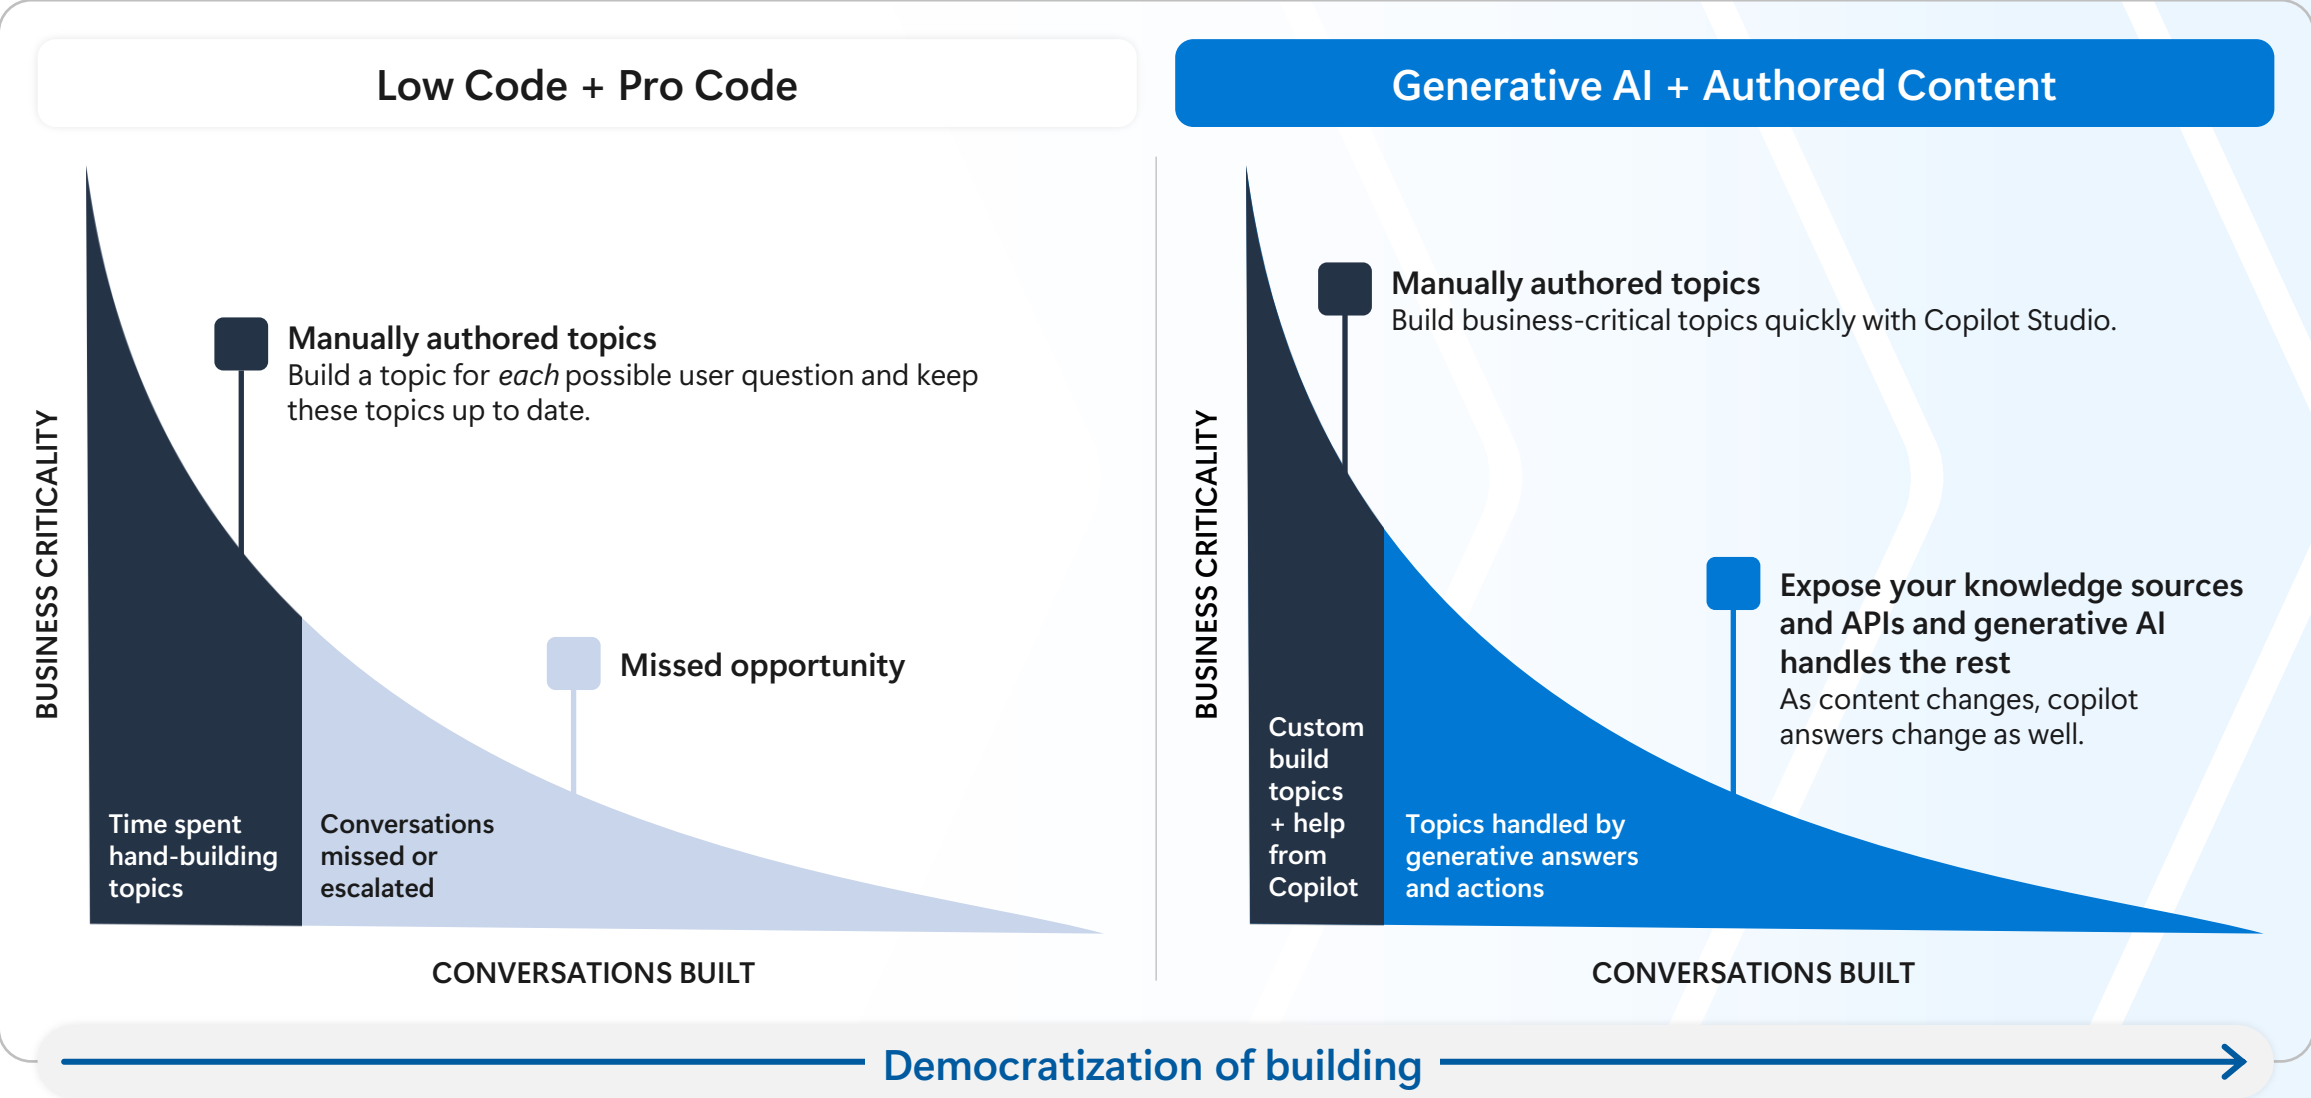 Low Code + Pro Code
BUSINESS CRITICALITY
Manually authored topics
Build a topic for each possible user question and keep
these topics up to date.
Missed opportunity
Time spent
hand-building
topics
Conversations
missed or
escalated
CONVERSATIONS BUILT
Generative AI + Authored Content
BUSINESS CRITICALITY
Manually authored topics
Build business-critical topics quickly with Copilot Studio.
Expose your knowledge sources
and APIs and generative AI
handles the rest
As content changes, copilot
answers change as well.
Custom
build
topics
+ help
from
Copilot
Topics handled by
generative answers
and actions
CONVERSATIONS BUILT
Democratization of building